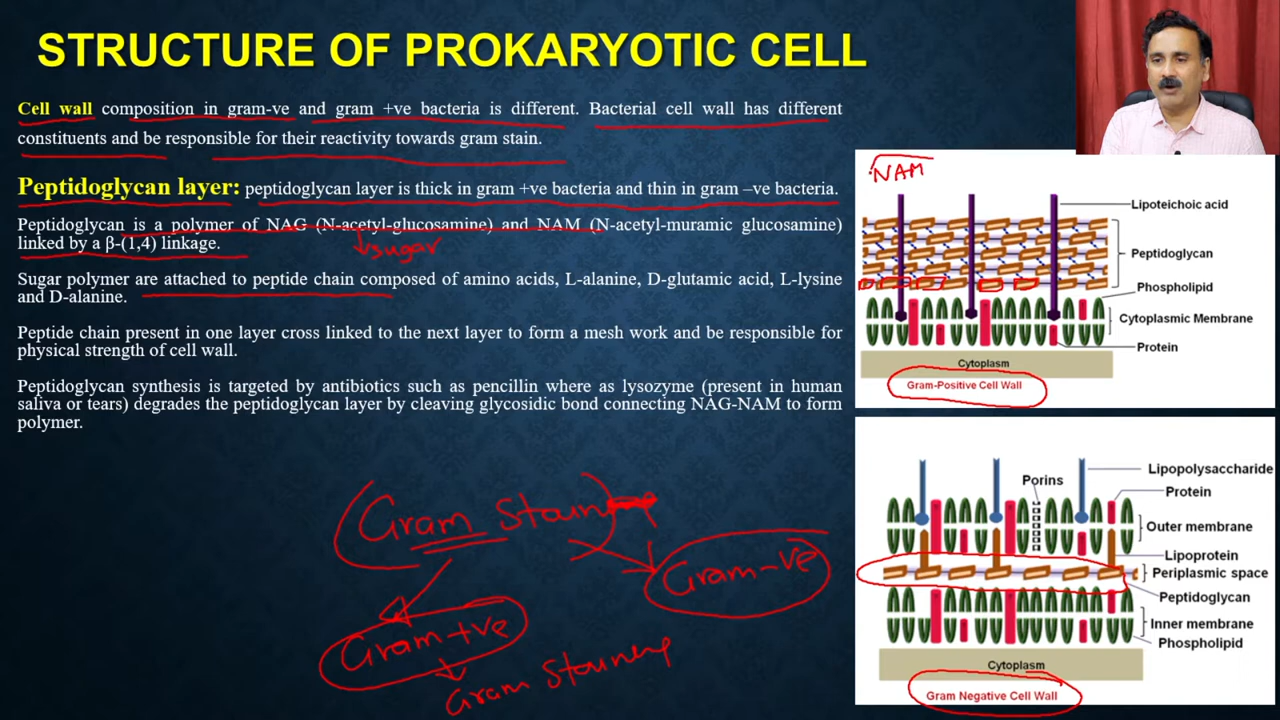 STRUCTURE OF PROKARYOTIC CELL
Cell wall composition in gram-ve and gram +ve bacteria is different. Bacterial cell wall has different
constituents and be responsible for their reactivity towards gram stain.
Peptidoglycan layer: peptidoglycan layer is thick in gram +ve bacteria and thin in gram –ve bacteria.
Peptidoglycan is a polymer of NAG (N-acetyl-glucosamine) and NAM (N-acetyl-muramic glucosamine)
linked by a β-(1,4) linkage.
sugar
Sugar polymer are attached to peptide chain composed of amino acids, L-alanine, D-glutamic acid, L-lysine
and D-alanine.
Peptide chain present in one layer cross linked to the next layer to form a mesh work and be responsible for
physical strength of cell wall.
Peptidoglycan synthesis is targeted by antibiotics such as pencillin where as lysozyme (present in human
saliva or tears) degrades the peptidoglycan layer by cleaving glycosidic bond connecting NAG-NAM to form
polymer.
Gram
Gram-ve
Gram+ve
Gram
NAM
Lipoteichoic acid
Peptidoglycan
Phospholipid
Cytoplasmic Membrane
Protein
Cytoplasm
Gram-Positive Cell Wall
Lipopolysaccharide
Porins
Protein
Outer membrane
Lipoprotein
Periplasmic space
Peptidoglycan
Inner membrane
Phospholipid
Cytoplasm
Gram Negative Cell Wall